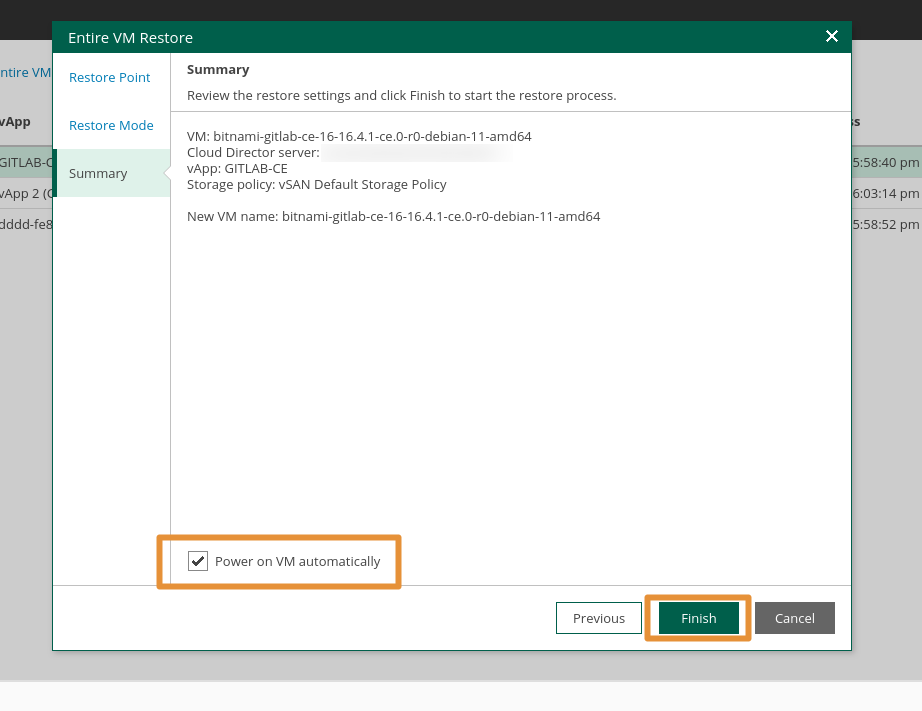 Entire VM Restore
ntire VM
Restore Point
Summary
Review the restore settings and click Finish to start the restore process.
vApp
Restore Mode
ss
VM: bitnami-gitlab-ce-16-16.4.1-ce.0-r0-debian-11-amd64
Cloud Director server:
GITLAB-C
vApp: GITLAB-CE
5:58:40 pm
Summary
Storage policy: vSAN Default Storage Policy
vApp 2 (C
6:03:14 pm
New VM name: bitnami-gitlab-ce-16-16.4.1-ce.0-r0-debian-11-amd64
dddd-fe8
5:58:52 pm
Power on VM automatically
Previous
Finish
Cancel